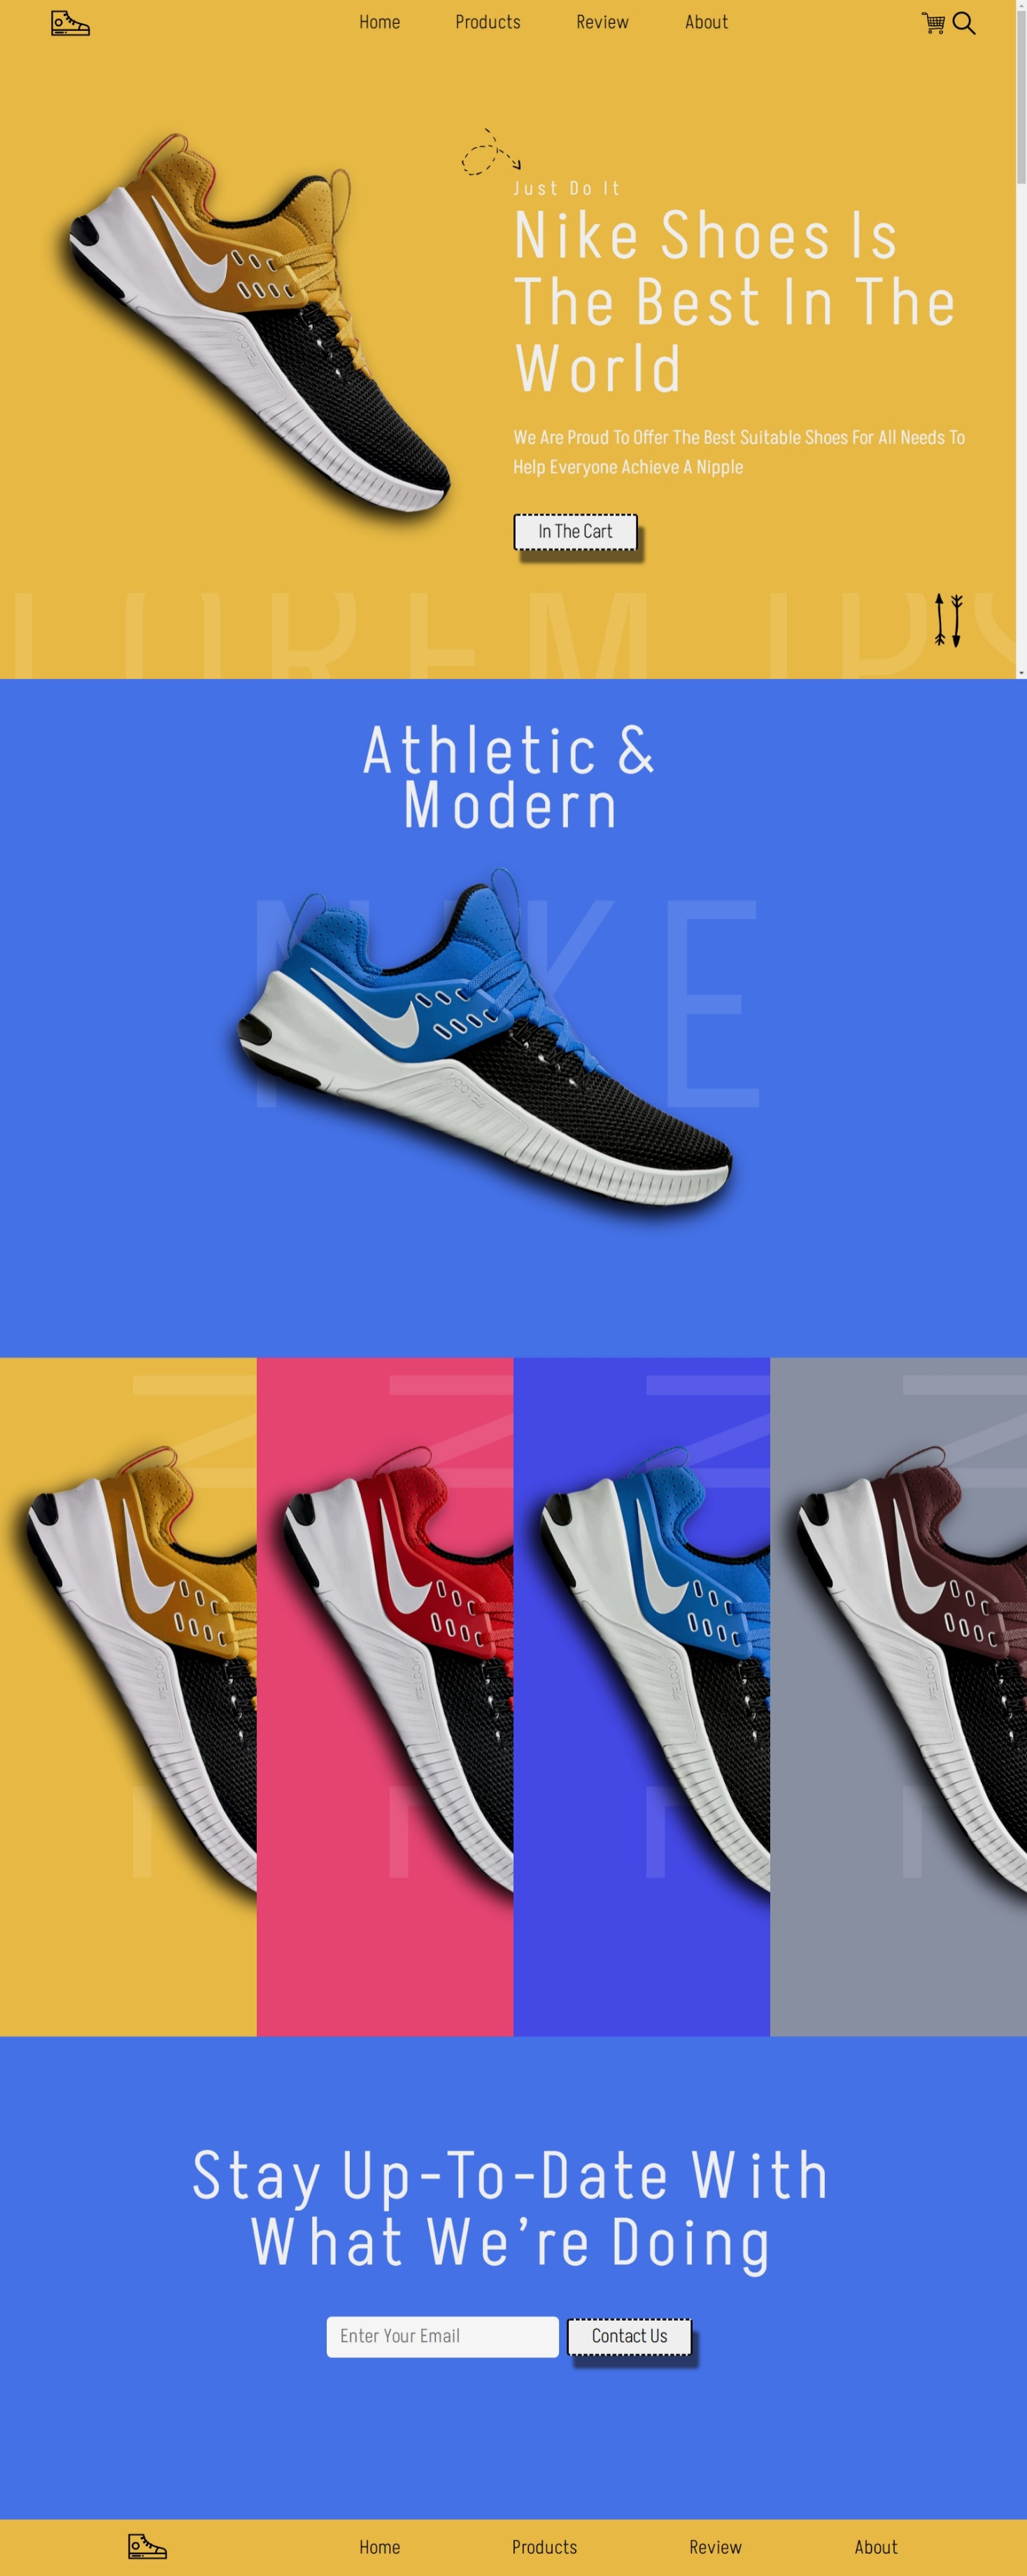 Home Products Review About
Just Do It
Nike Shoes Is
The Best In The
World
We Are Proud To Offer The Best Suitable Shoes For All Needs To
Help Everyone Achieve A Nipple
In The Cart
LOREM IPS
Athletic &
Modern
NIKE
Stay Up-To-Date With
What We're Doing
Enter Your Email Contact Us
Home Products Review About